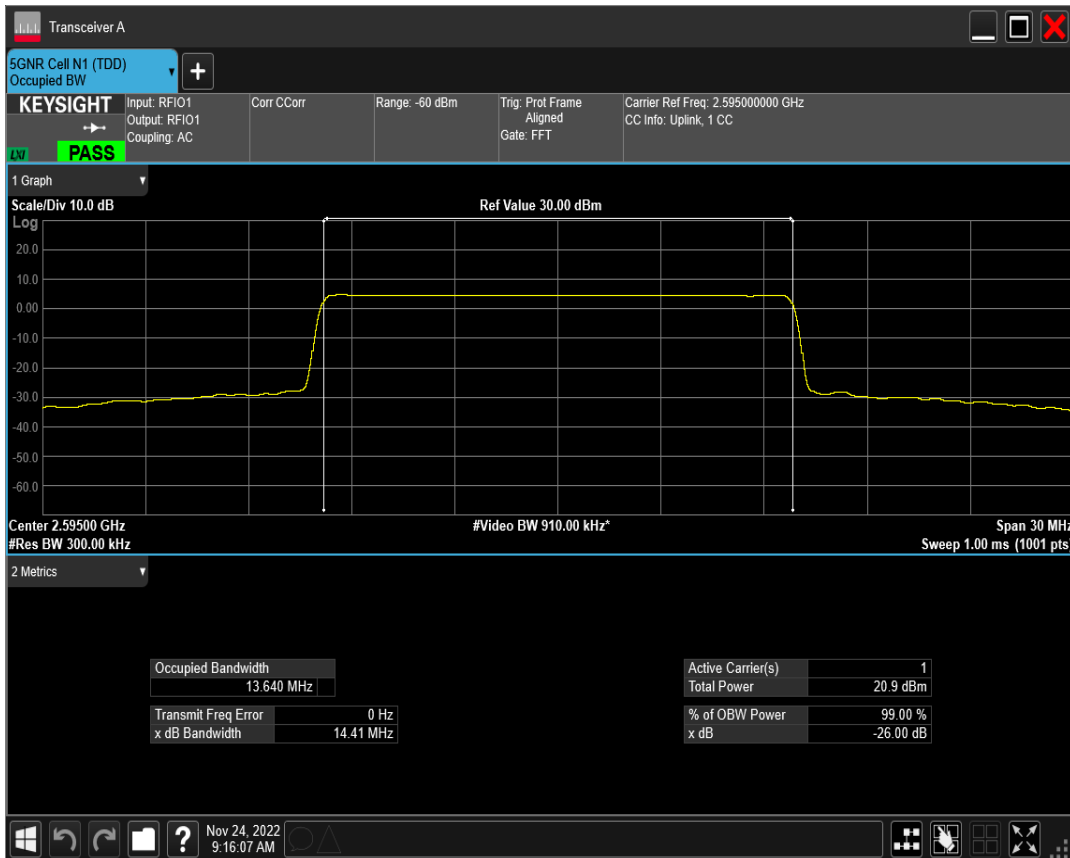 Transceiver A
5GNR Cell N1 (TDD)
Occupied BW
+
KEYSIGHT
LXI
PASS
Input: RFIO1
Output: RFIO1
Coupling: AC
Corr CCorr
Range: -60 dBm
Trig: Prot Frame
Aligned
Gate: FFT
Carrier Ref Freq: 2.595000000 GHz
CC Info: Uplink, 1 CC
1 Graph
Scale/Div 10.0 dB
Ref Value 30.00 dBm
Log
20.0
10.0
0.00
-10.0
-20.0
-30.0
-40.0
-50.0
-60.0
Center 2.59500 GHz
#Video BW 910.00 kHz*
Span 30 MHz
#Res BW 300.00 kHz
Sweep 1.00 ms (1001 pts)
2 Metrics
Occupied Bandwidth
13.640 MHz
Transmit Freq Error 0 Hz
x dB Bandwidth 14.41 MHz
Active Carrier(s) 1
Total Power 20.9 dBm
% of OBW Power 99.00 %
x dB -26.00 dB
?
Nov 24, 2022
9:16:07 AM